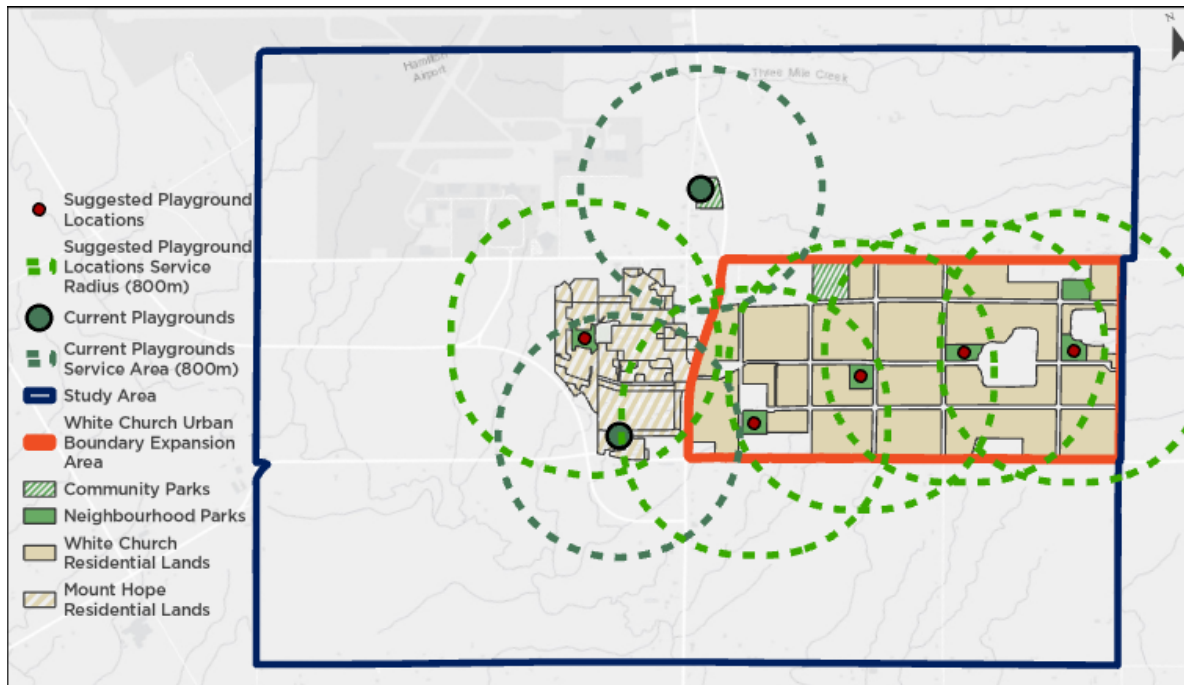 N
Hamilton
Airport
Three Mile Creek
Suggested Playground
Locations
Suggested Playground
Locations Service
Radius (800m)
Current Playgrounds
Current Playgrounds
Service Area (800m)
Study Area
White Church Urban
Boundary Expansion
Area
Community Parks
Neighbourhood Parks
White Church
Residential Lands
Mount Hope
Residential Lands